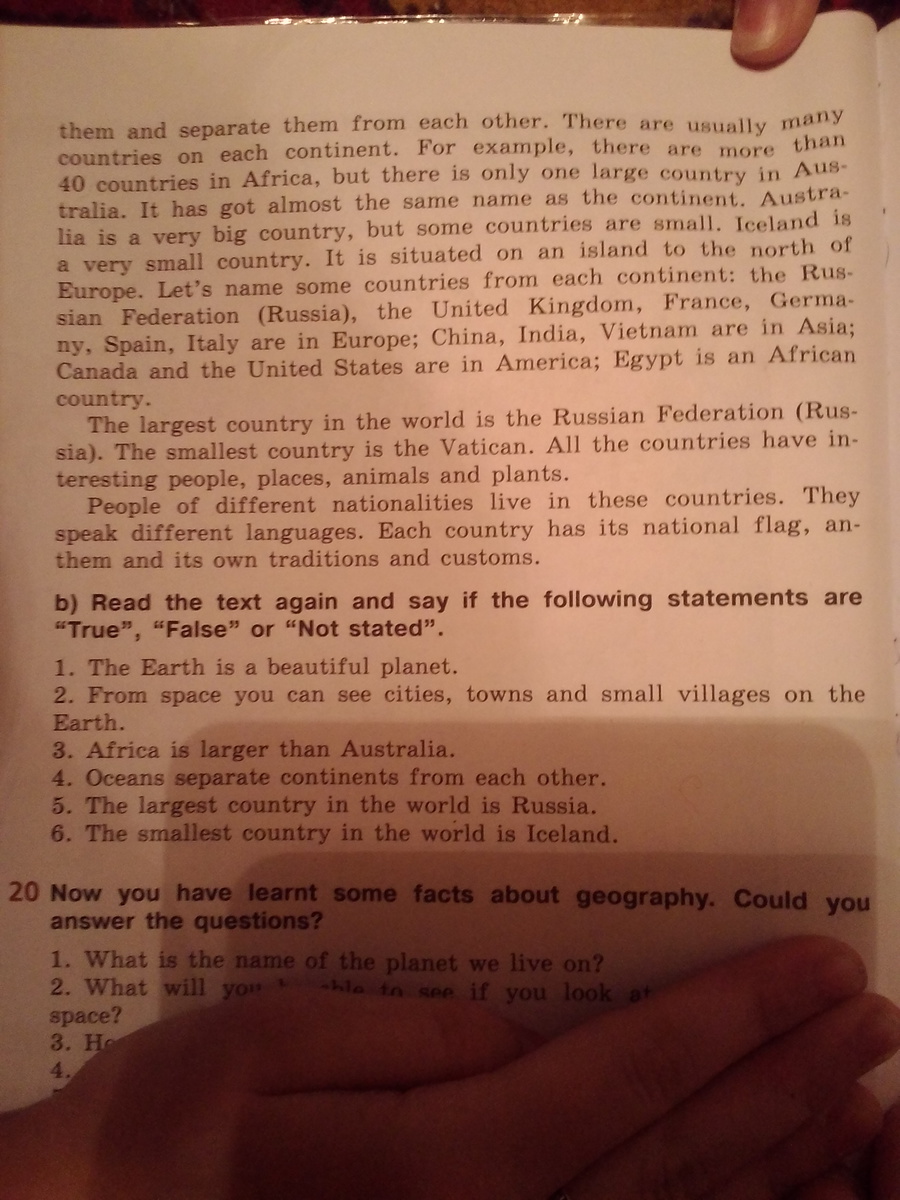 them and separate them from each other. There are usually many
countries on each continent. For example, there are more than
40 countries in Africa, but there is only one large country in Aus-
tralia. It has got almost the same name as the continent. Austra-
lia is a very big country, but some countries are small. Iceland is
a very small country. It is situated on an island to the north of
Europe. Let's name some countries from each continent: the Rus-
sian Federation (Russia), the United Kingdom, France, Germa-
ny, Spain, Italy are in Europe; China, India, Vietnam are in Asia;
Canada and the United States are in America; Egypt is an African
country.
The largest country in the world is the Russian Federation (Rus-
sia). The smallest country is the Vatican. All the countries have in-
teresting people, places, animals and plants.
People of different nationalities live in these countries. They
speak different languages. Each country has its national flag, an-
them and its own traditions and customs.
b) Read the text again and say if the following statements are
“True”, “False” or “Not stated”.
1. The Earth is a beautiful planet.
2. From space you can see cities, towns and small villages on the
Earth.
3. Africa is larger than Australia.
4. Oceans separate continents from each other.
5. The largest country in the world is Russia.
6. The smallest country in the world is Iceland.
20 Now you have learnt some facts about geography. Could you
answer the questions?
1. What is the name of the planet we live on?
2. What will you to see if you look at
space?
3.
4.